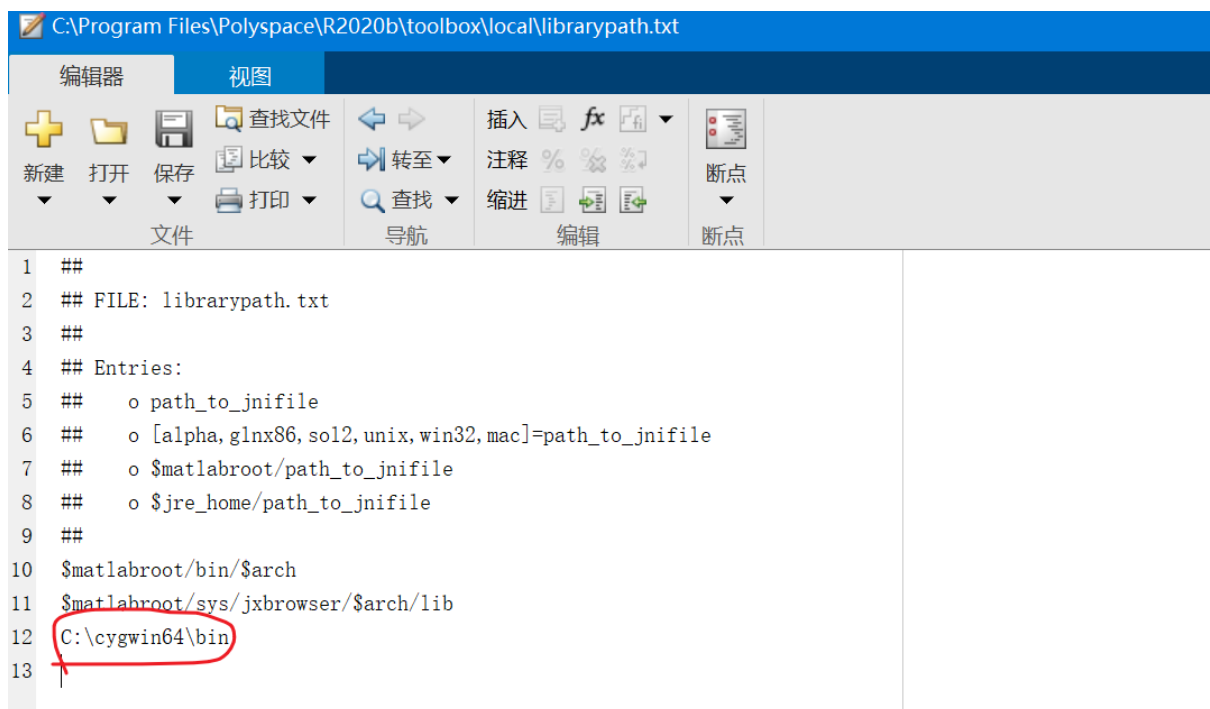 C:\Program Files\Polyspace\R2020b\toolbox\local\librarypath.txt
编辑器 视图
新建 打开 保存 查找文件 比较 打印
转至 查找
插入 fx
注释
缩进
断点
文件 导航 编辑 断点
1 ##
2 ## FILE: librarypath.txt
3 ##
4 ## Entries:
5 ## o path_to_jnifile
6 ## o [alpha,glnx86,sol2,unix,win32,mac]=path_to_jnifile
7 ## o $matlabroot/path_to_jnifile
8 ## o $jre_home/path_to_jnifile
9 ##
10 $matlabroot/bin/$arch
11 $matlabroot/sys/jxbrowser/$arch/lib
12 C:\cygwin64\bin
13